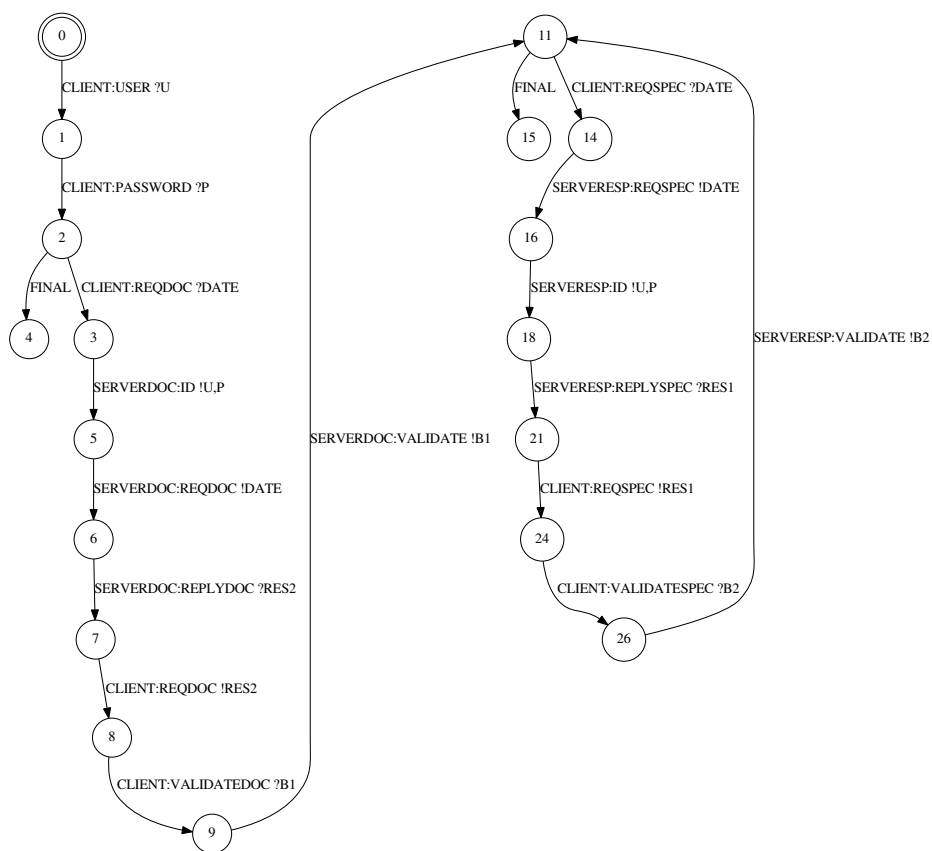 0
11
CLIENT:USER ?U
FINAL
CLIENT:REQSPEC ?DATE
1
15
14
CLIENT:PASSWORD ?P
SERVERESP:REQSPEC !DATE
2
16
FINAL
CLIENT:REQDOC ?DATE
SERVERESP:ID !U,P
4
3
18
SERVERESP:VALIDATE !B2
SERVERDOC:ID !U,P
SERVERESP:REPLYSPEC ?RES1
5
SERVERDOC:VALIDATE !B1
21
SERVERDOC:REQDOC !DATE
CLIENT:REQSPEC !RES1
6
24
SERVERDOC:REPLYDOC ?RES2
CLIENT:VALIDATESPEC ?B2
7
26
CLIENT:REQDOC !RES2
8
CLIENT:VALIDATEDOC ?B1
9